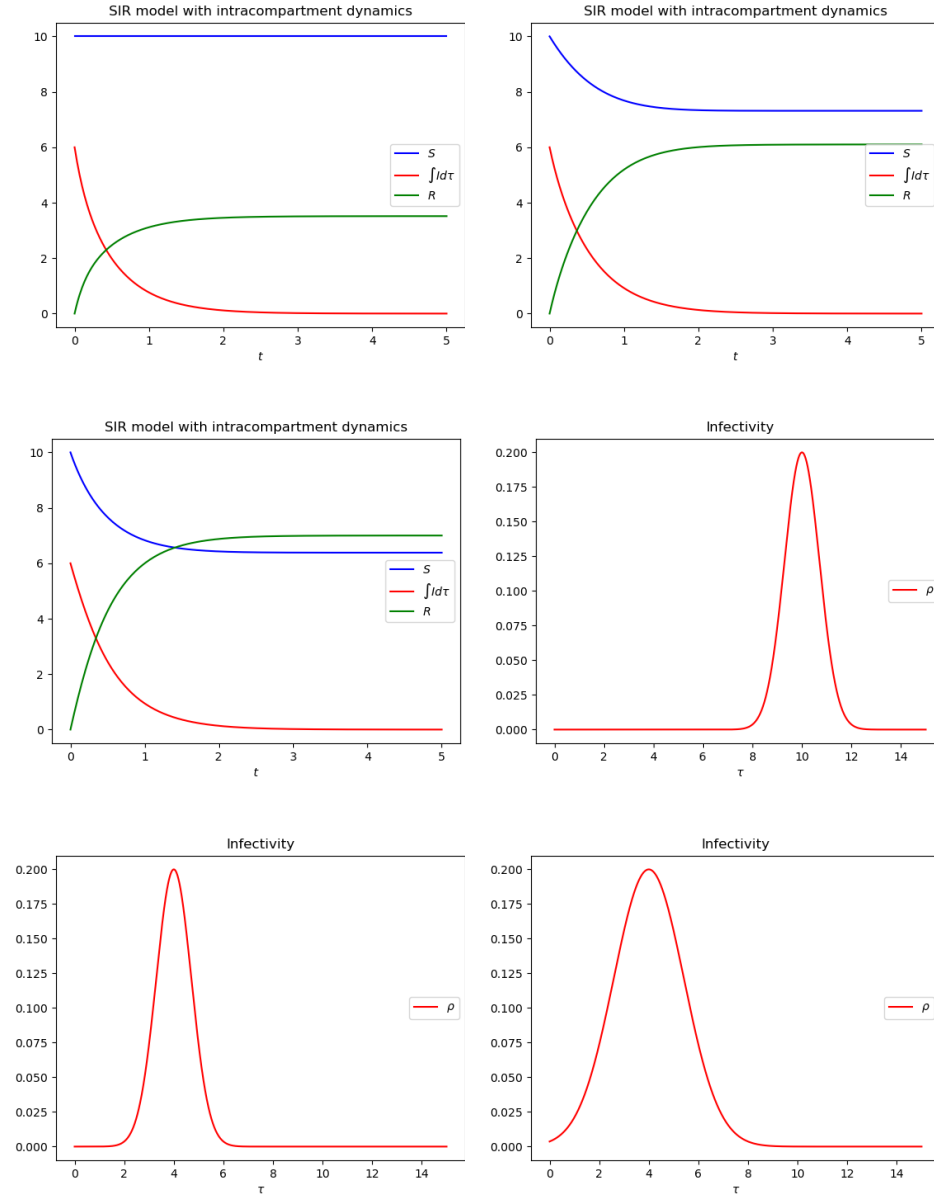 SIR model with intracompartment dynamics
10
8
6
4
2
0
S
∫Idτ
R
0 1 2 3 4 5
t
SIR model with intracompartment dynamics
10
8
6
4
2
0
S
∫Idτ
R
0 1 2 3 4 5
t
SIR model with intracompartment dynamics
10
8
6
4
2
0
S
∫Idτ
R
0 1 2 3 4 5
t
Infectivity
0.200
0.175
0.150
0.125
0.100
0.075
0.050
0.025
0.000
ρ
0 2 4 6 8 10 12 14
τ
Infectivity
0.200
0.175
0.150
0.125
0.100
0.075
0.050
0.025
0.000
ρ
0 2 4 6 8 10 12 14
τ
Infectivity
0.200
0.175
0.150
0.125
0.100
0.075
0.050
0.025
0.000
ρ
0 2 4 6 8 10 12 14
τ